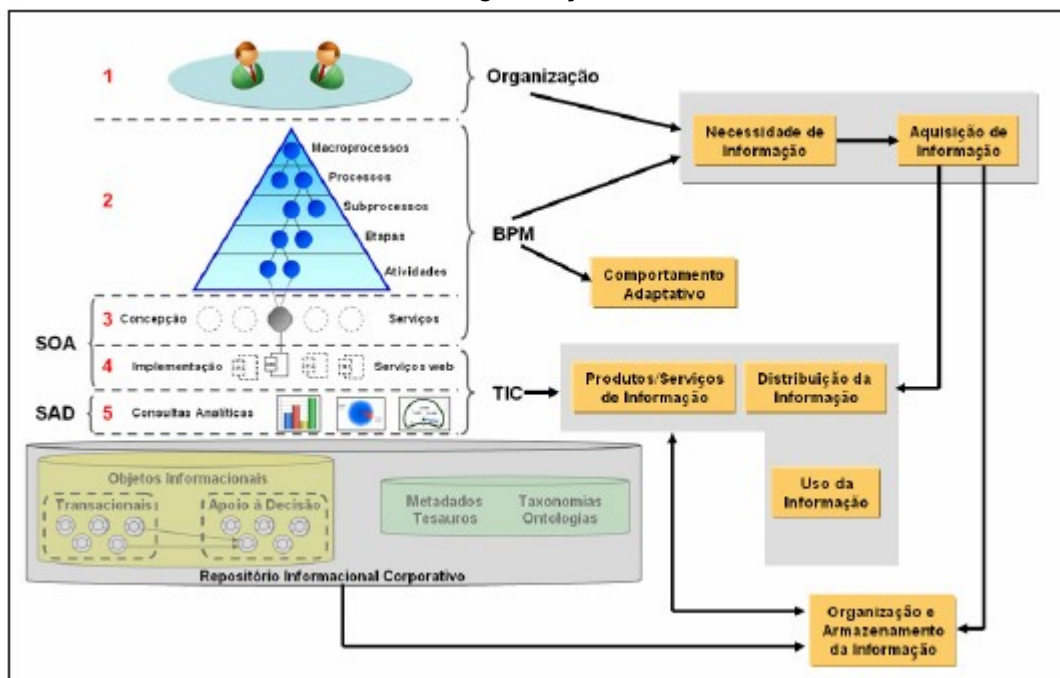 1
Organização
2
Macroprocessos
Processos
Subprocessos
Etapas
Atividades
BPM
SOA
3 Concepção
Serviços
4 Implementação
Serviços web
SAD
5 Consultas Analíticas
TIC
Objetos Informacionais
Transacionais
Apoio à Decisão
Metadados
Taxonomias
Tesauros
Ontologias
Repositório Informacional Corporativo
Necessidade de
Informação
Aquisição de
Informação
Comportamento
Adaptativo
Produtos/Serviços
de Informação
Distribuição da
Informação
Uso da
Informação
Organização e
Armazenamento
da Informação